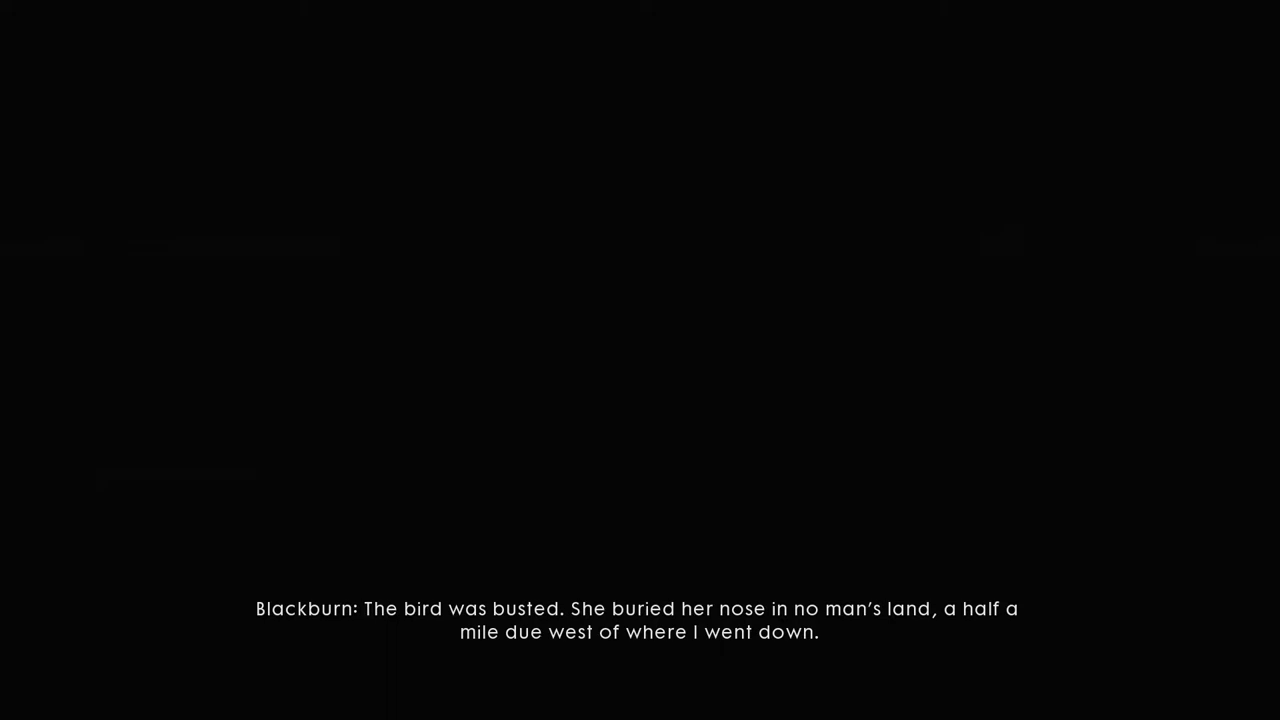 Blackburn: The bird was busted. She buried her nose in no man's land, a half a
mile due west of where I went down.